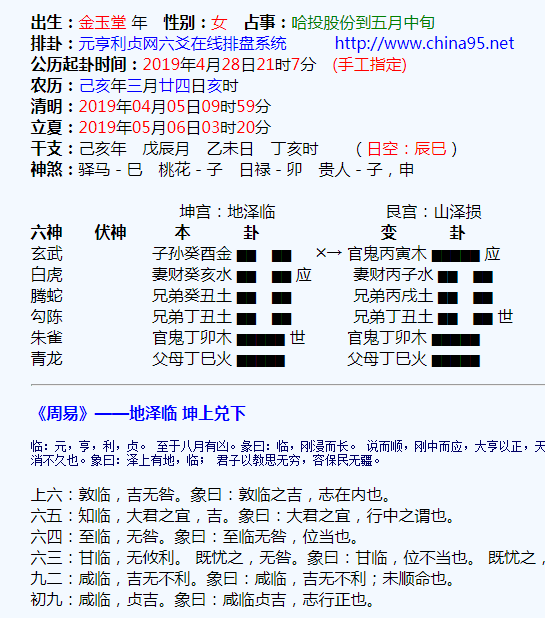 出生：金玉堂 年 性别：女 占事：哈投股份到五月中旬
排卦：元亨利贞网六爻在线排盘系统 http://www.china95.net
公历起卦时间：2019年4月28日21时7分 (手工指定)
农历：己亥年三月廿四日亥时
清明：2019年04月05日09时59分
立夏：2019年05月06日03时20分
干支：己亥年 戊辰月 乙未日 丁亥时 （日空：辰巳）
神煞：驿马－巳 桃花－子 日禄－卯 贵人－子，申
坤宫：地泽临 艮宫：山泽损
六神 伏神 本 卦 变 卦
玄武 子孙癸酉金 ×→ 官鬼丙寅木 应
白虎 妻财癸亥水 应 妻财丙子水
腾蛇 兄弟癸丑土 兄弟丙戌土
勾陈 兄弟丁丑土 兄弟丁丑土 世
朱雀 官鬼丁卯木 世 官鬼丁卯木
青龙 父母丁巳火 父母丁巳火
《周易》——地泽临 坤上兑下
临：元，亨，利，贞。 至于八月有凶。彖曰：临，刚浸而长。 说而顺，刚中而应，大亨以正，天
消不久也。象曰：泽上有地，临； 君子以教思无穷，容保民无疆。
上六：敦临，吉无咎。象曰：敦临之吉，志在内也。
六五：知临，大君之宜，吉。象曰：大君之宜，行中之谓也。
六四：至临，无咎。象曰：至临无咎，位当也。
六三：甘临，无攸利。 既忧之，无咎。象曰：甘临，位不当也。 既忧之，
九二：咸临，吉无不利。象曰：咸临，吉无不利；未顺命也。
初九：咸临，贞吉。象曰：咸临贞吉，志行正也。